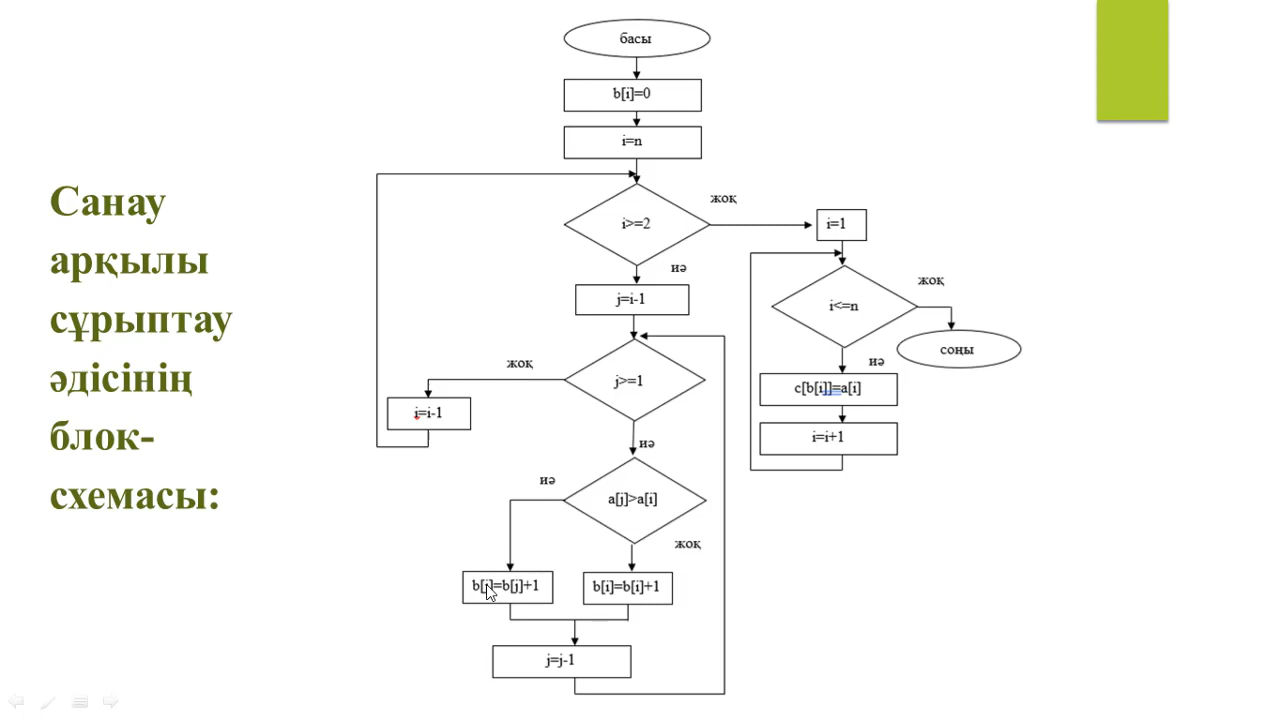 Санау
арқылы
сұрыптау
әдісінің
блок-
схемасы:
басы
b[i]=0
i=n
i>=2
жоқ
i=1
иә
j=i-1
i<=n
жоқ
соңы
иә
c[b[i]]=a[i]
i=i+1
j>=1
жоқ
i=i-1
иә
a[j]>a[i]
иә
жоқ
b[j]=b[j]+1
b[i]=b[i]+1
j=j-1